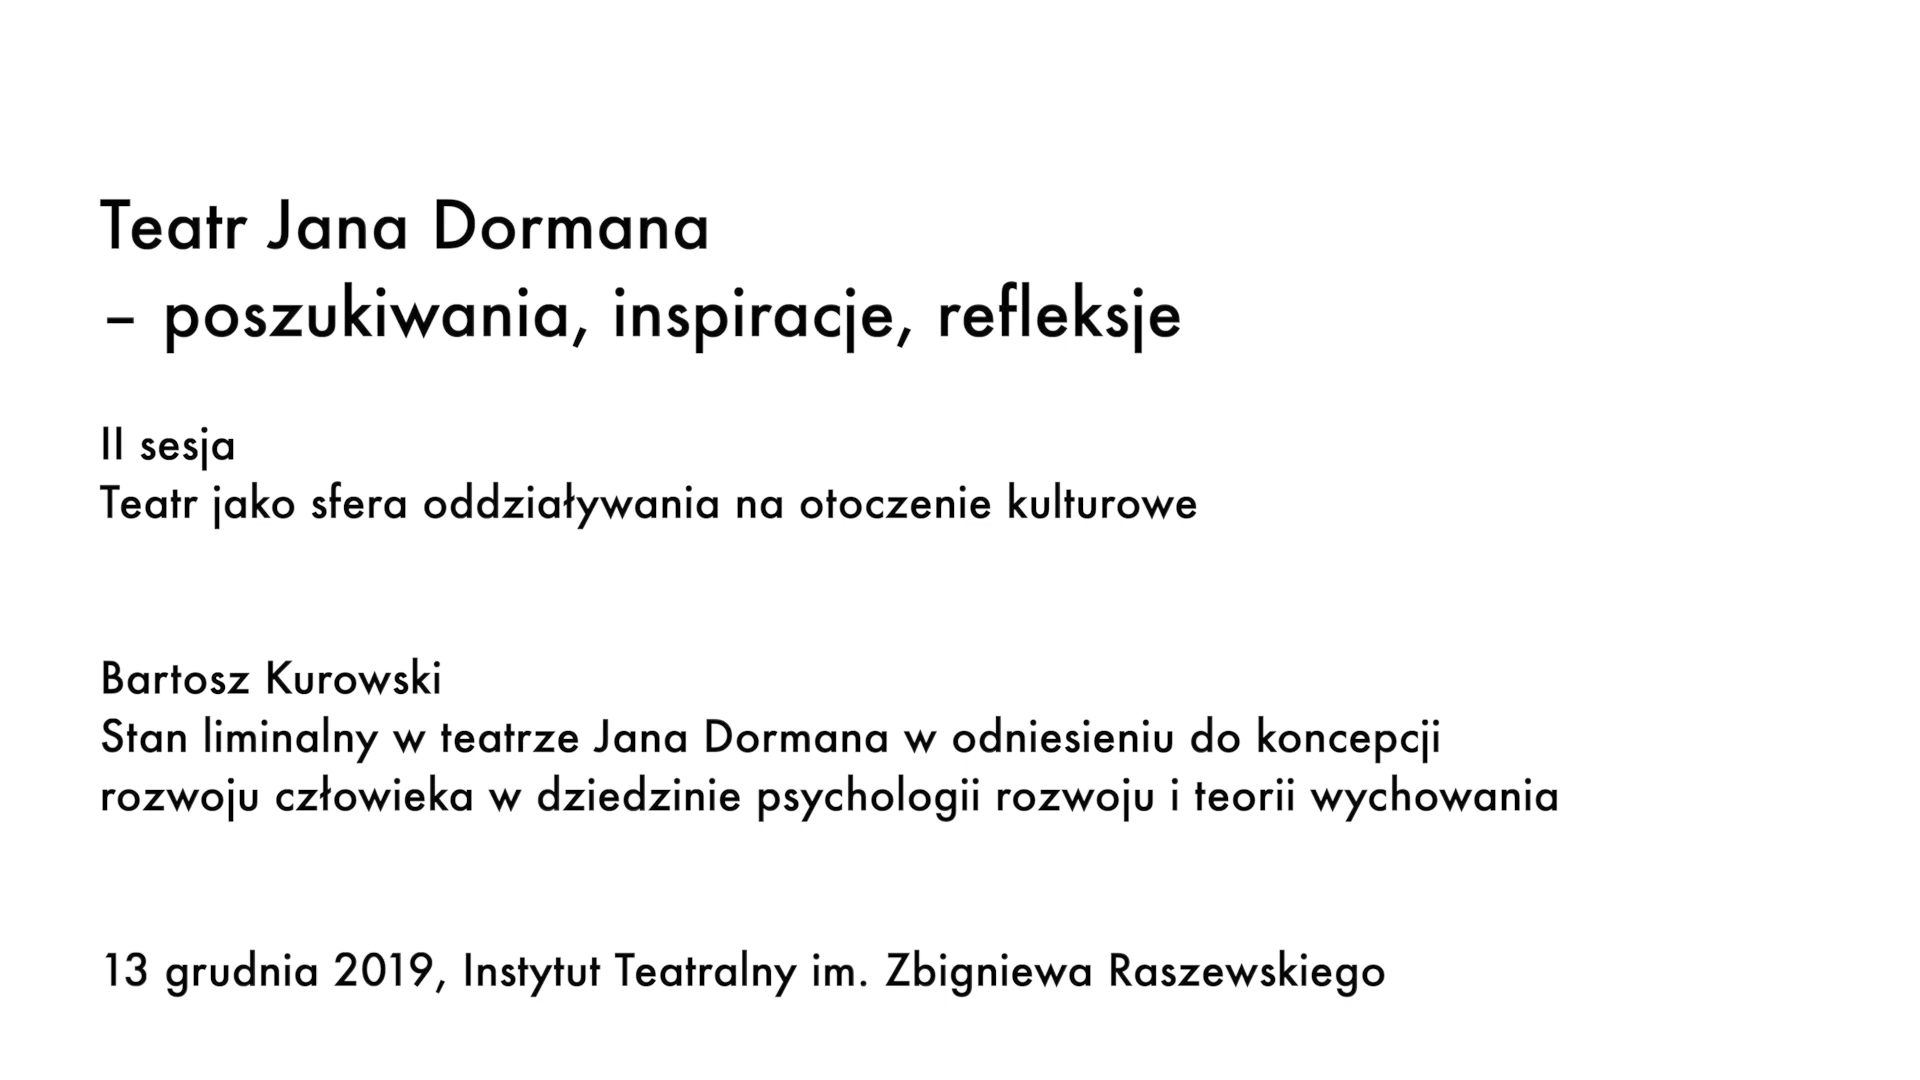 Teatr Jana Dormana
– poszukiwania, inspiracje, refleksje
II sesja
Teatr jako sfera oddziaływania na otoczenie kulturowe
Bartosz Kurowski
Stan liminalny w teatrze Jana Dormana w odniesieniu do koncepcji
rozwoju człowieka w dziedzinie psychologii rozwoju i teorii wychowania
13 grudnia 2019, Instytut Teatralny im. Zbigniewa Raszewskiego